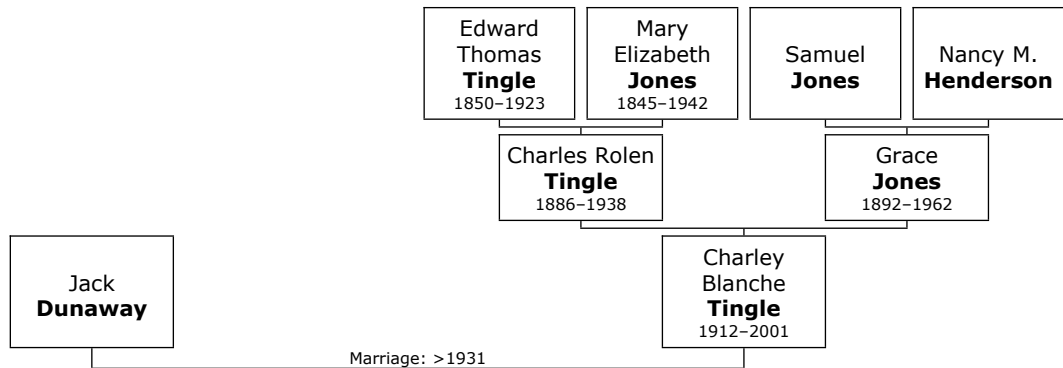 Edward
Thomas
Tingle
1850–1923
Mary
Elizabeth
Jones
1845–1942
Samuel
Jones
Nancy M.
Henderson
Charles Rolen
Tingle
1886–1938
Grace
Jones
1892–1962
Jack
Dunaway
Charley
Blanche
Tingle
1912–2001
Marriage: >1931